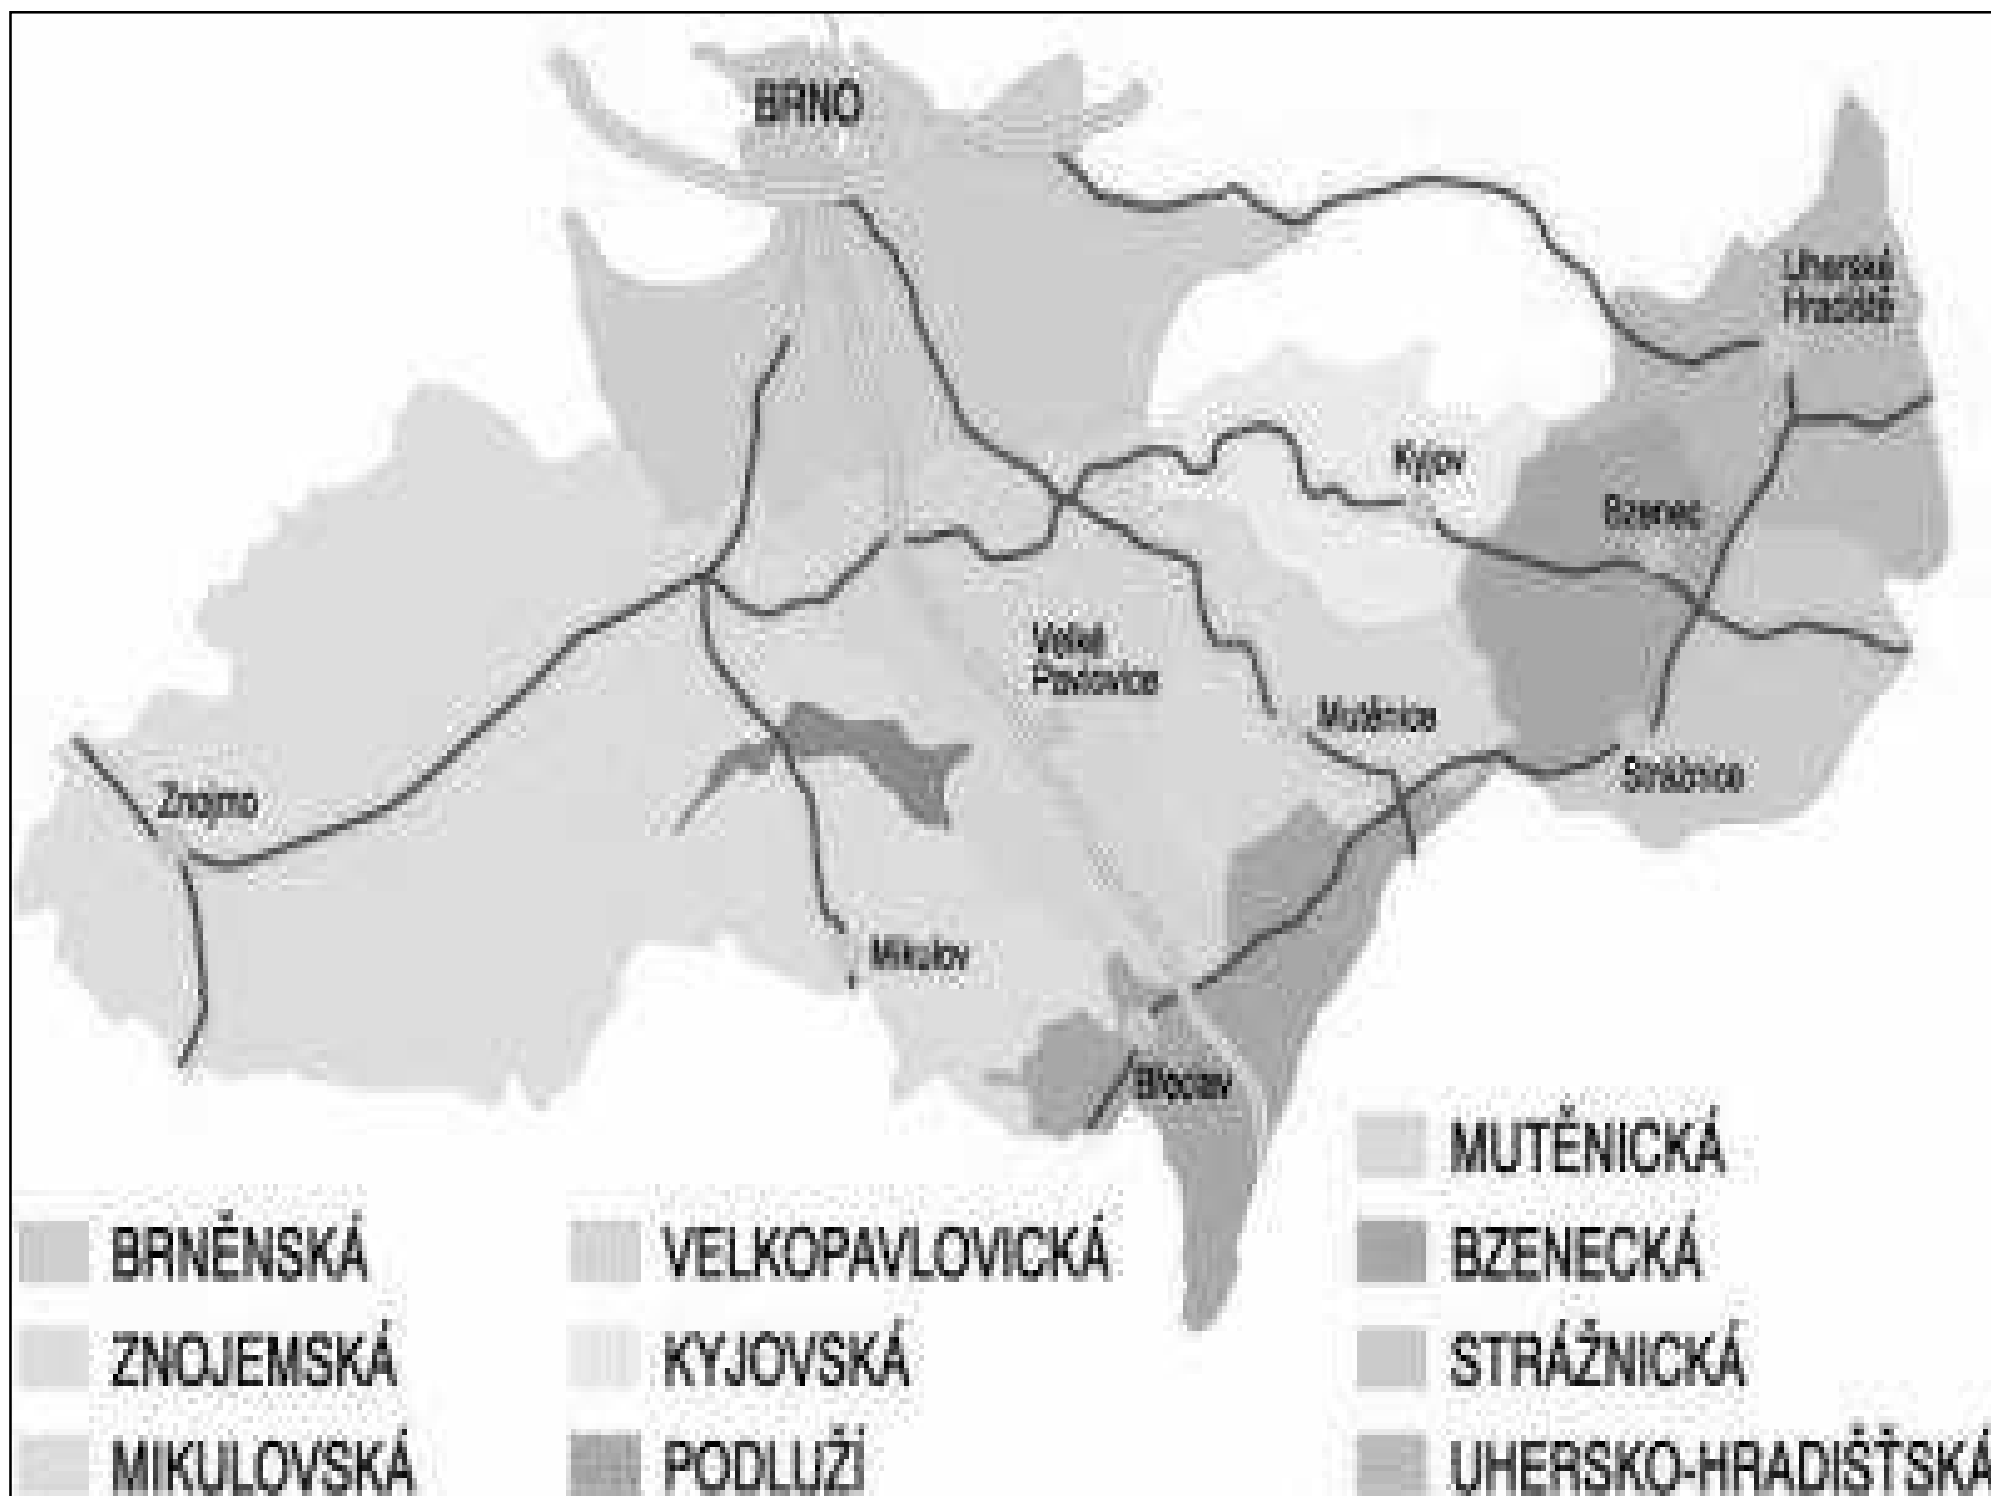 BRNO
Uherské
Hradiště
Kyjov
Bzenec
Velké
Pavlovice
Mutěnice
Strážnice
Znojmo
Mikulov
Břeclav
MUTĚNICKÁ
BRNĚNSKÁ
VELKOPAVLOVICKÁ
BZENECKÁ
ZNOJEMSKÁ
KYJOVSKÁ
STRÁŽNICKÁ
MIKULOVSKÁ
PODLUŽÍ
UHERSKO-HRADIŠŤSKÁ